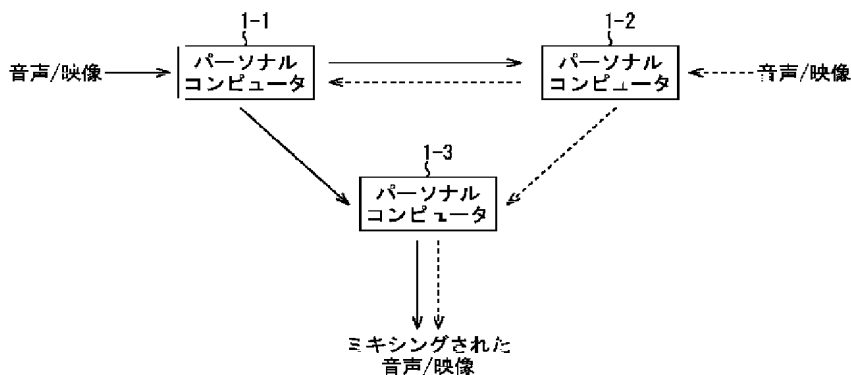 1-1
1-2
音声/映像
パーソナル
コンピュータ
パーソナル
コンピュータ
音声/映像
1-3
パーソナル
コンピュータ
ミキシングされた
音声/映像